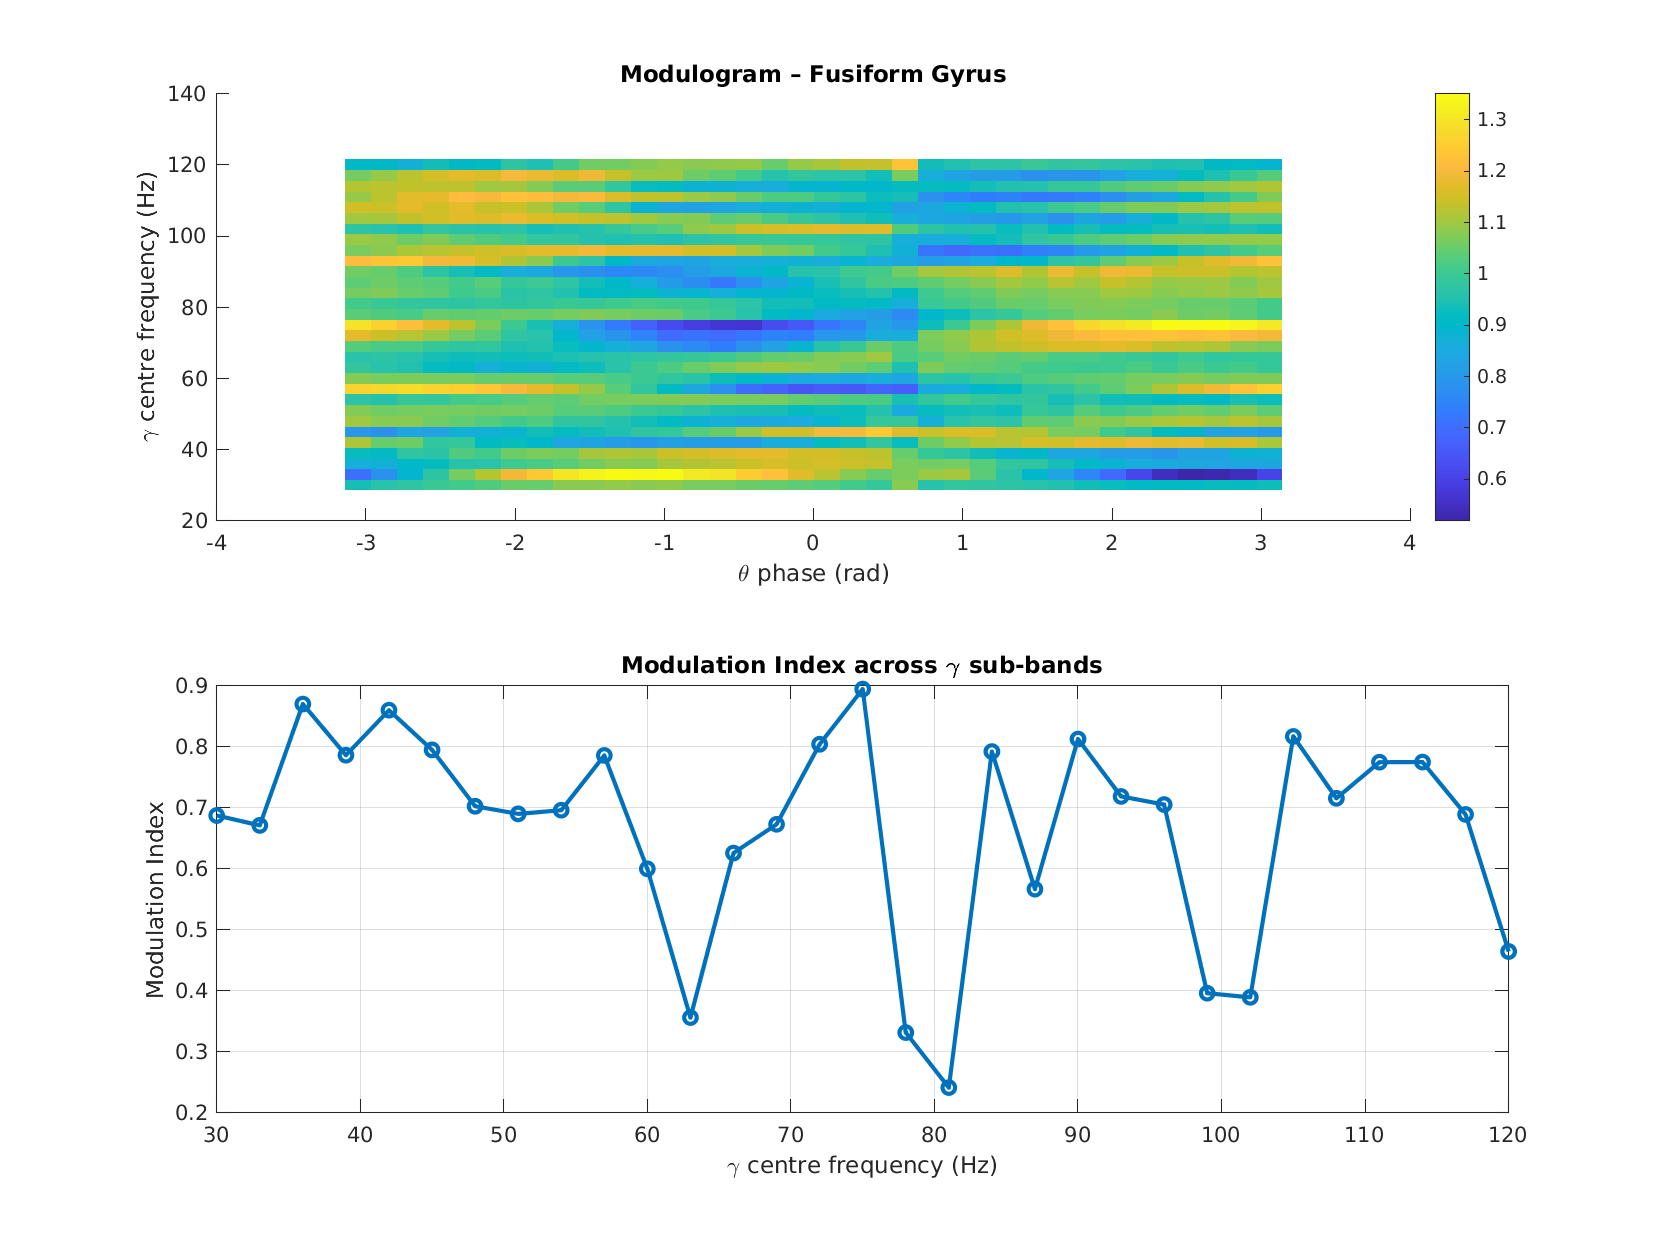 Modulogram – Fusiform Gyrus
140
120
100
80
60
40
20
γ centre frequency (Hz)
-4 -3 -2 -1 0 1 2 3 4
θ phase (rad)
1.3
1.2
1.1
1
0.9
0.8
0.7
0.6
Modulation Index across γ sub-bands
0.9
0.8
0.7
0.6
0.5
0.4
0.3
0.2
Modulation Index
30 40 50 60 70 80 90 100 110 120
γ centre frequency (Hz)